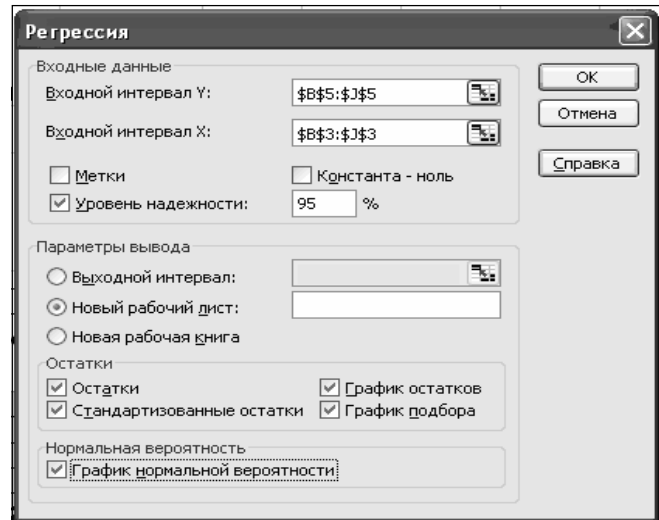 Регрессия
Входные данные
Входной интервал Y: $B$5:$J$5
Входной интервал X: $B$3:$J$3
Метки Константа - ноль
Уровень надежности: 95 %
OK
Отмена
Справка
Параметры вывода
Выходной интервал:
Новый рабочий лист:
Новая рабочая книга
Остатки
Остатки График остатков
Стандартизованные остатки График подбора
Нормальная вероятность
График нормальной вероятности